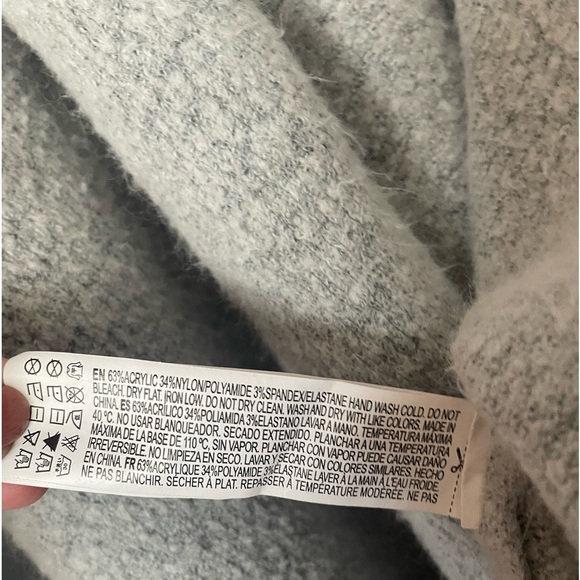 EN 63%ACRYLIC 34%NYLON/POLYAMIDE 3%SPANDEX/ELASTANE HAND WASH COLD. DO NOT
BLEACH. DRY FLAT. IRON LOW. DO NOT DRY CLEAN. WASH AND DRY WITH LIKE COLORS. MADE IN
CHINA. ES 63%ACRÍLICO 34%POLIAMIDA 3%ELASTANO LAVAR A MANO, TEMPERATURA MÁXIMA
40 ºC. NO USAR BLANQUEADOR. SECADO EXTENDIDO. PLANCHAR A UNA TEMPERATURA
MÁXIMA DE LA BASE DE 110 ºC, SIN VAPOR. PLANCHAR CON VAPOR PUEDE CAUSAR DAÑO
IRREVERSIBLE. NO LIMPIEZA EN SECO. LAVAR Y SECAR CON COLORES SIMILARES. HECHO
EN CHINA. FR 63%ACRYLIQUE 34%POLYAMIDE 3%ÉLASTANE LAVER À LA MAIN À L'EAU FROIDE.
NE PAS BLANCHIR. SÉCHER À PLAT. REPASSER À TEMPÉRATURE MODÉRÉE. NE PAS